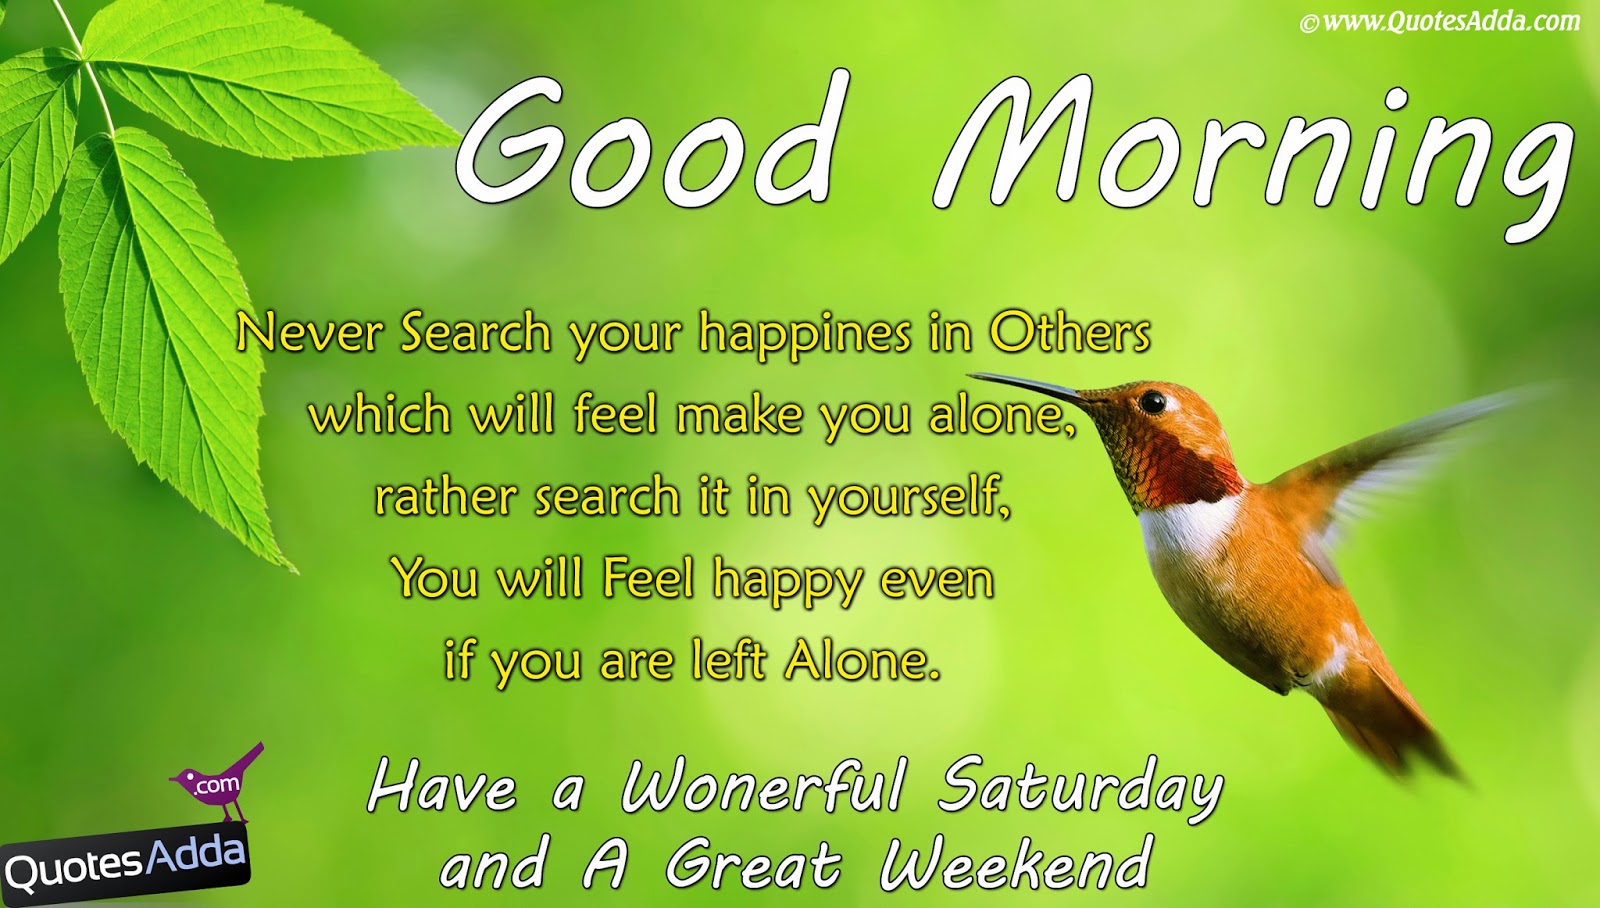 © www.QuotesAdda.com
Good Morning
Never Search your happines in Others
which will feel make you alone,
rather search it in yourself,
You will Feel happy even
if you are left Alone.
Have a Wonerful Saturday
and A Great Weekend
.com
QuotesAdda